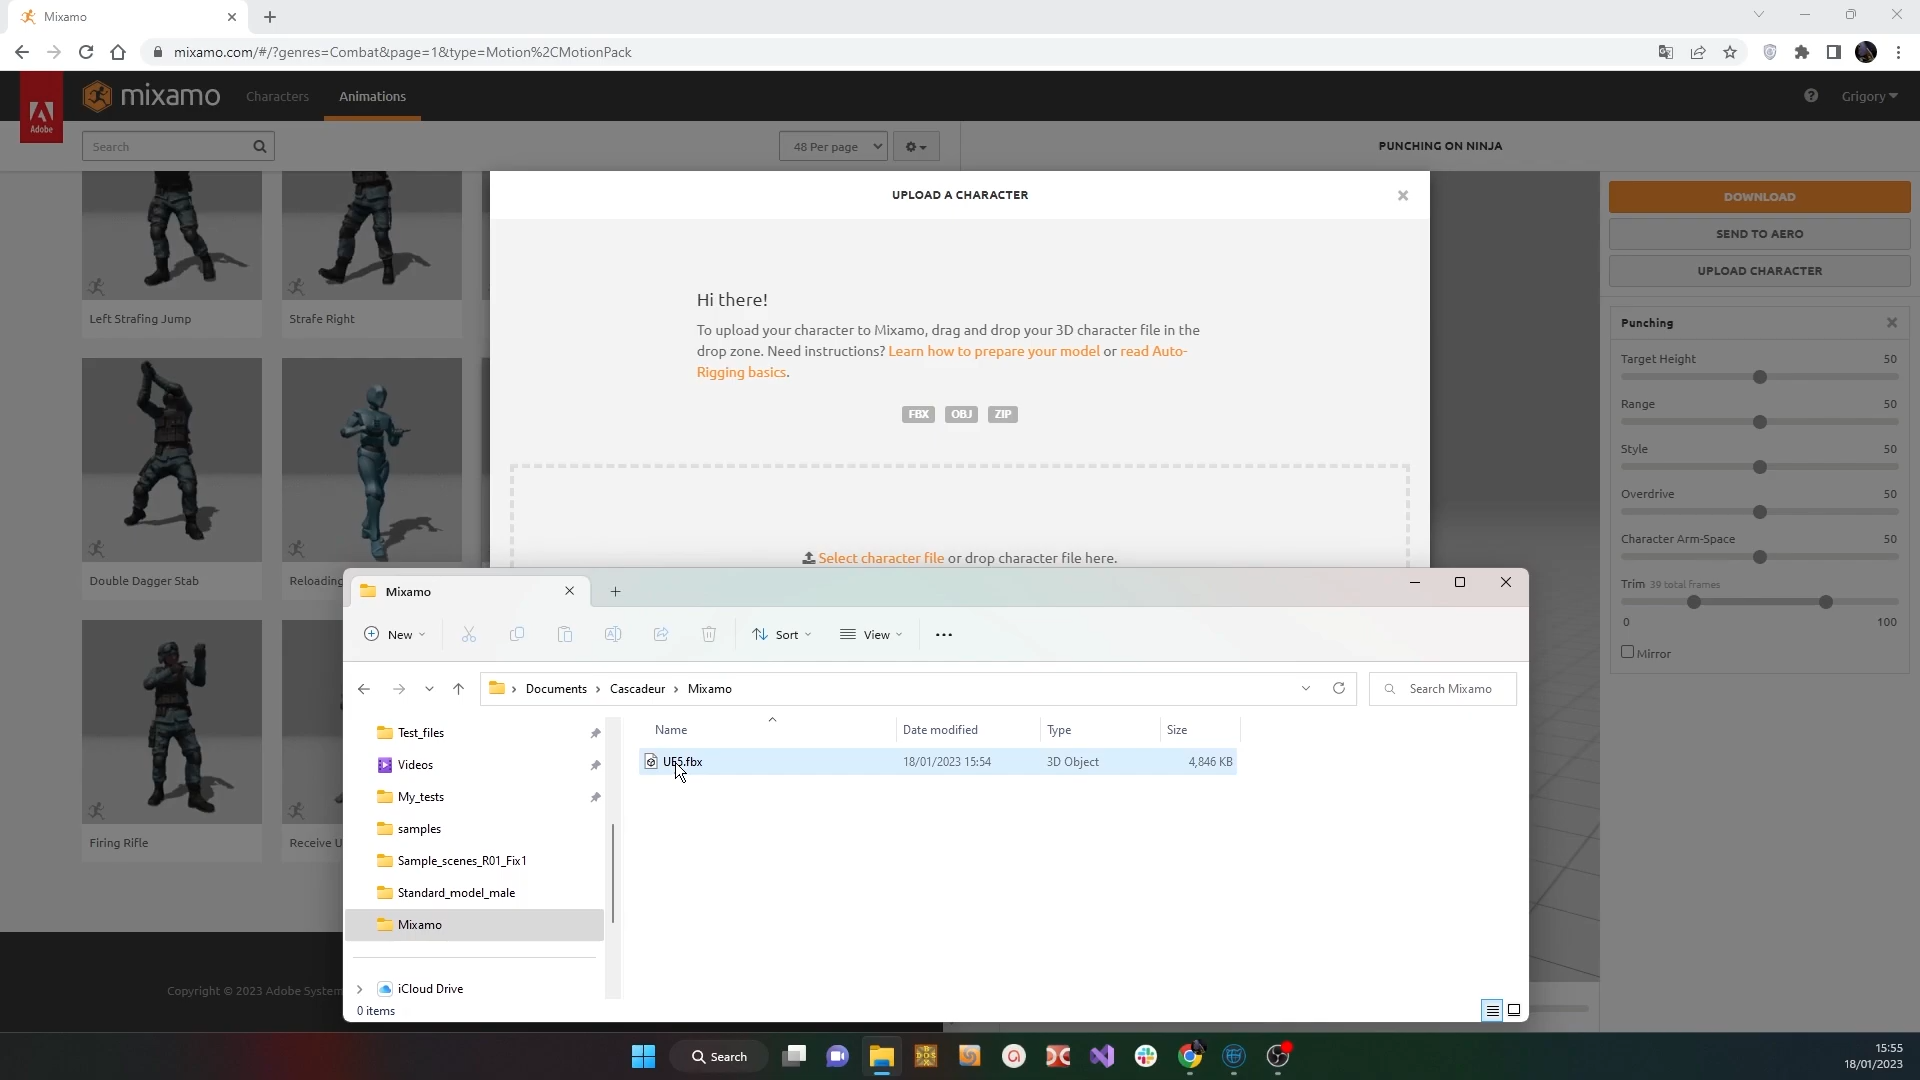 Mixamo
mixamo.com/#/?genres=Combat&page=1&type=Motion%2CMotionPack
Adobe
mixamo
Characters
Animations
Grigory
Search
48 Per page
PUNCHING ON NINJA
UPLOAD A CHARACTER
DOWNLOAD
SEND TO AERO
UPLOAD CHARACTER
Hi there!
To upload your character to Mixamo, drag and drop your 3D character file in the
drop zone. Need instructions? Learn how to prepare your model or read Auto-
Rigging basics.
FBX OBJ ZIP
Select character file or drop character file here.
Left Strafing Jump
Strafe Right
Double Dagger Stab
Reloading
Firing Rifle
Receive U
Punching
Target Height 50
Range 50
Style 50
Overdrive 50
Character Arm-Space 50
Trim 39 total frames
0 100
Mirror
Copyright © 2023 Adobe System
Mixamo
New
Sort
View
Documents > Cascadeur > Mixamo
Search Mixamo
Name Date modified Type Size
UE5.fbx 18/01/2023 15:54 3D Object 4,846 KB
Test_files
Videos
My_tests
samples
Sample_scenes_R01_Fix1
Standard_model_male
Mixamo
iCloud Drive
0 items
Search
DOS
15:55
18/01/2023